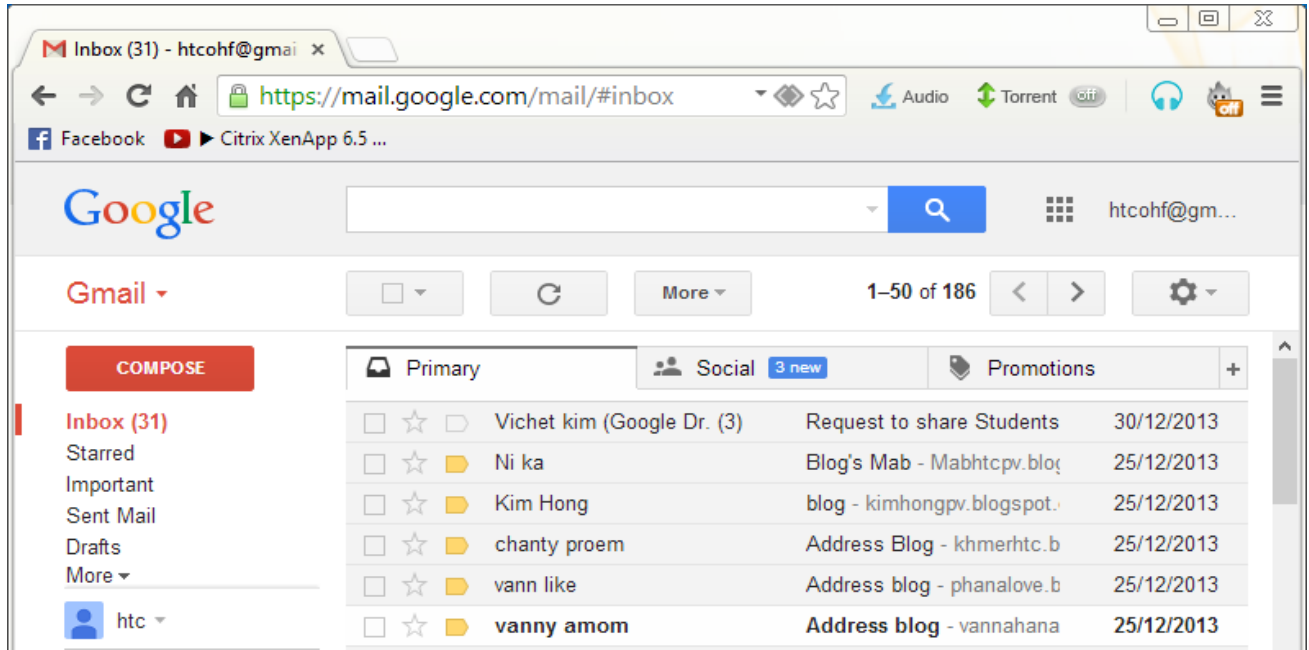 Inbox (31) - htcohf@gmai
https://mail.google.com/mail/#inbox
Audio
Torrent
off
off
Facebook
Citrix XenApp 6.5 ...
Google
htcohf@gm...
Gmail
More
1–50 of 186
COMPOSE
Primary
Social
3 new
Promotions
+
Inbox (31)
Starred
Important
Sent Mail
Drafts
More
htc
Vichet kim (Google Dr. (3) Request to share Students 30/12/2013
Ni ka Blog's Mab - Mabhtcpv.blog 25/12/2013
Kim Hong blog - kimhongpv.blogspot. 25/12/2013
chanty proem Address Blog - khmerhtc.b 25/12/2013
vann like Address blog - phanalove.b 25/12/2013
vanny amom Address blog - vannahana 25/12/2013